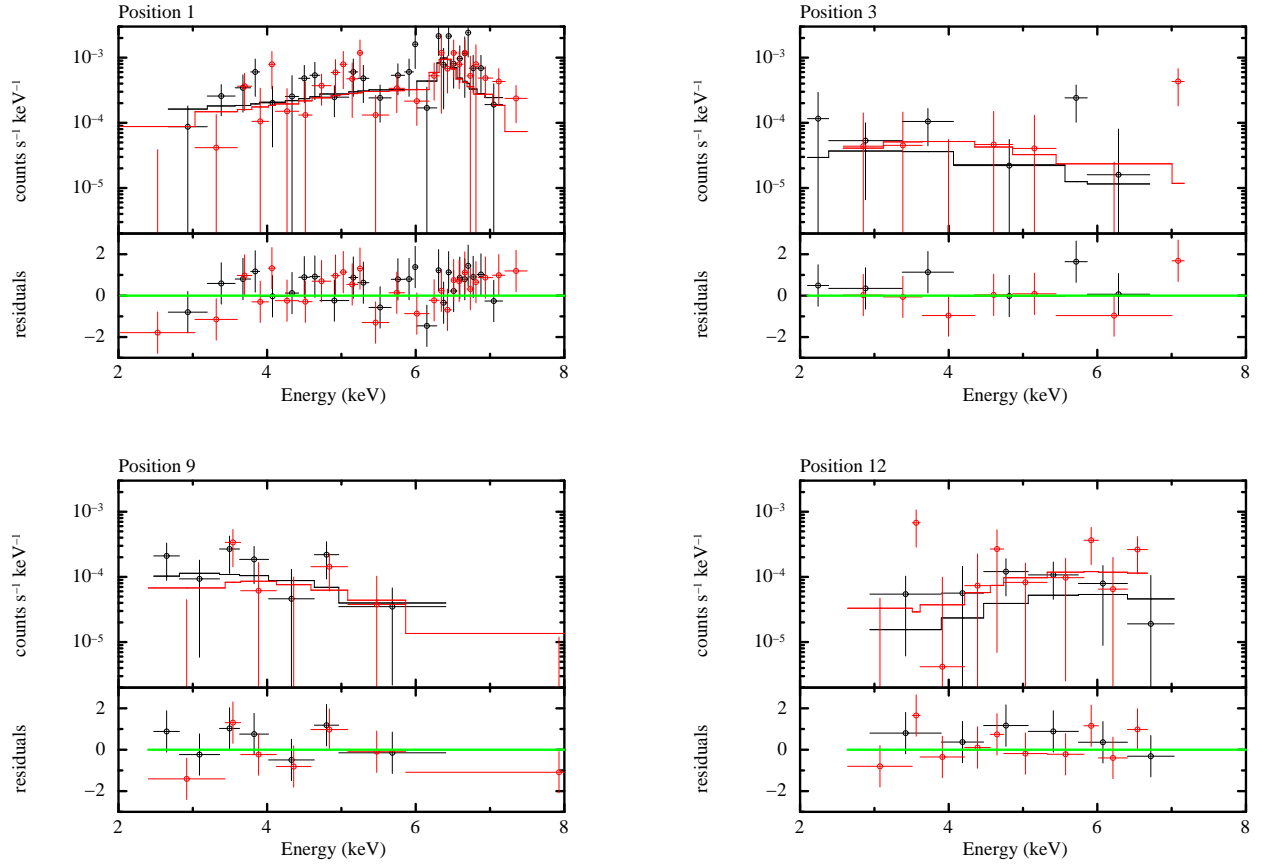 Position 1
10⁻³
10⁻⁴
10⁻⁵
counts s⁻¹ keV⁻¹
2
0
−2
residuals
2 4 6 8
Energy (keV)
Position 3
10⁻³
10⁻⁴
10⁻⁵
counts s⁻¹ keV⁻¹
2
0
−2
residuals
2 4 6 8
Energy (keV)
Position 9
10⁻³
10⁻⁴
10⁻⁵
counts s⁻¹ keV⁻¹
2
0
−2
residuals
2 4 6 8
Energy (keV)
Position 12
10⁻³
10⁻⁴
10⁻⁵
counts s⁻¹ keV⁻¹
2
0
−2
residuals
2 4 6 8
Energy (keV)